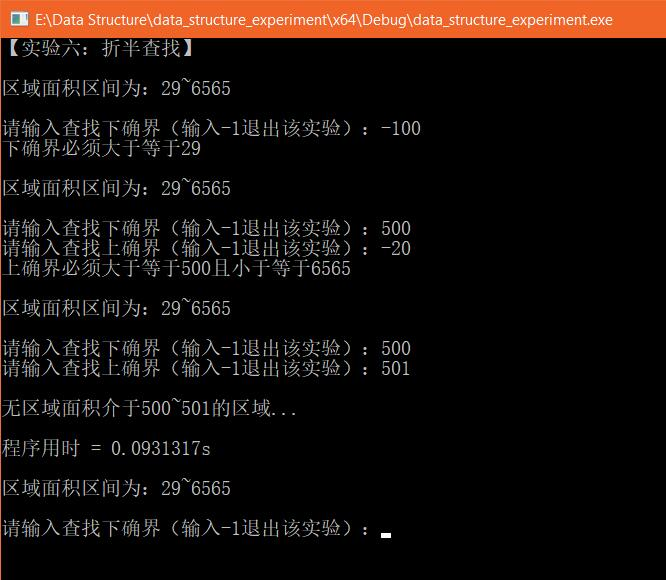 E:\Data Structure\data_structure_experiment\x64\Debug\data_structure_experiment.exe
【实验六：折半查找】
区域面积区间为：29~6565
请输入查找下确界（输入-1退出该实验）：-100
下确界必须大于等于29
区域面积区间为：29~6565
请输入查找下确界（输入-1退出该实验）：500
请输入查找上确界（输入-1退出该实验）：-20
上确界必须大于等于500且小于等于6565
区域面积区间为：29~6565
请输入查找下确界（输入-1退出该实验）：500
请输入查找上确界（输入-1退出该实验）：501
无区域面积介于500~501的区域...
程序用时 = 0.0931317s
区域面积区间为：29~6565
请输入查找下确界（输入-1退出该实验）：